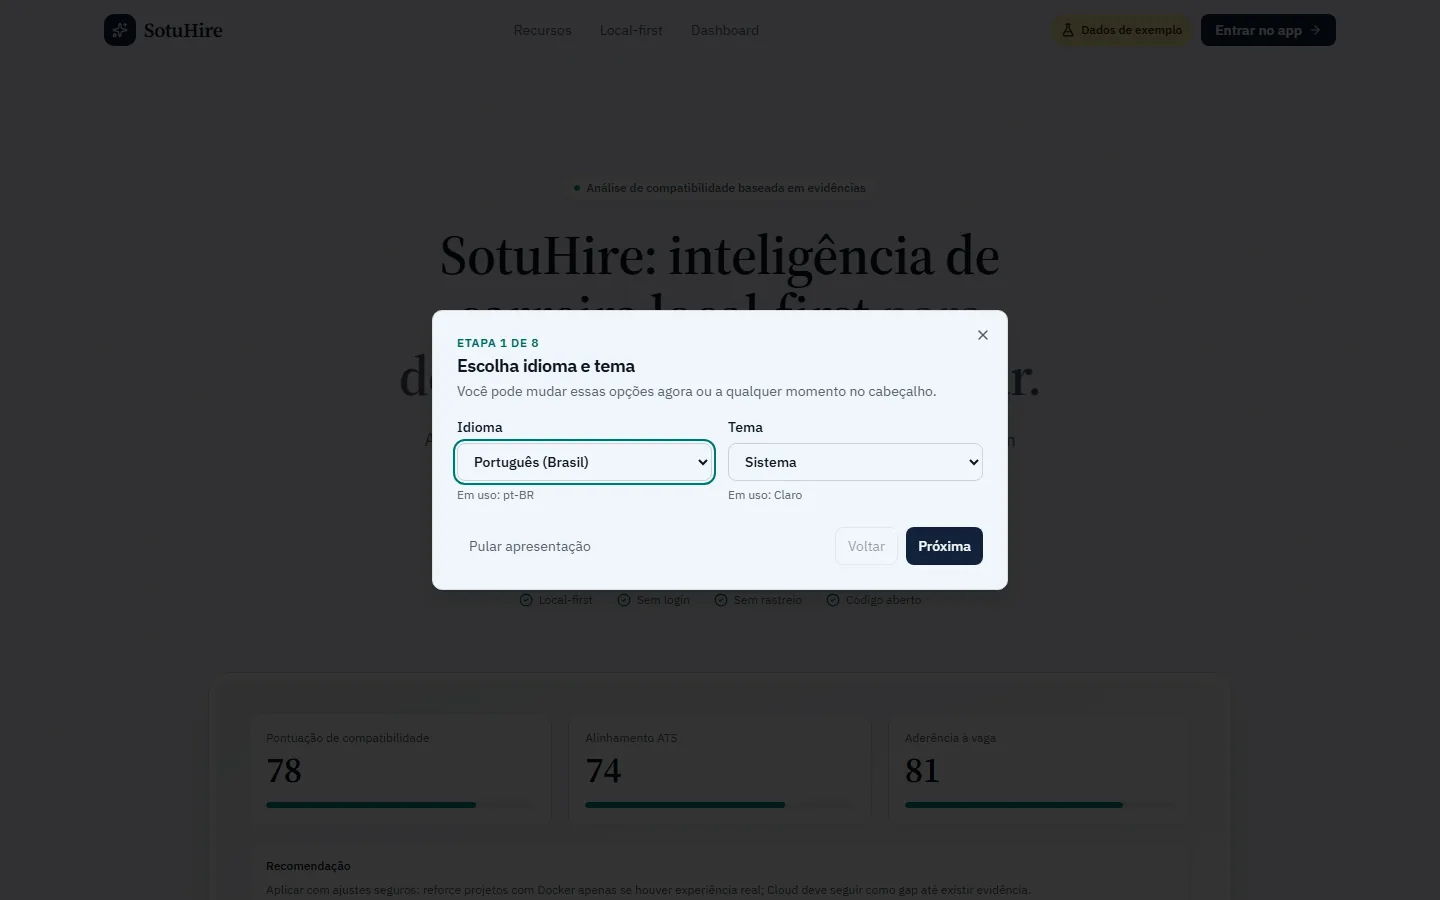 SotuHire
Recursos
Local-first
Dashboard
Dados de exemplo
Entrar no app
Análise de compatibilidade baseada em evidências
SotuHire: inteligência de
ETAPA 1 DE 8
Escolha idioma e tema
Você pode mudar essas opções agora ou a qualquer momento no cabeçalho.
Idioma
Tema
Português (Brasil)
Sistema
Em uso: pt-BR
Em uso: Claro
Pular apresentação
Voltar
Próxima
Local-first
Sem login
Sem rastreio
Código aberto
Pontuação de compatibilidade
78
Alinhamento ATS
74
Aderência à vaga
81
Recomendação
Aplicar com ajustes seguros: reforce projetos com Docker apenas se houver experiência real; Cloud deve seguir como gap até existir evidência.